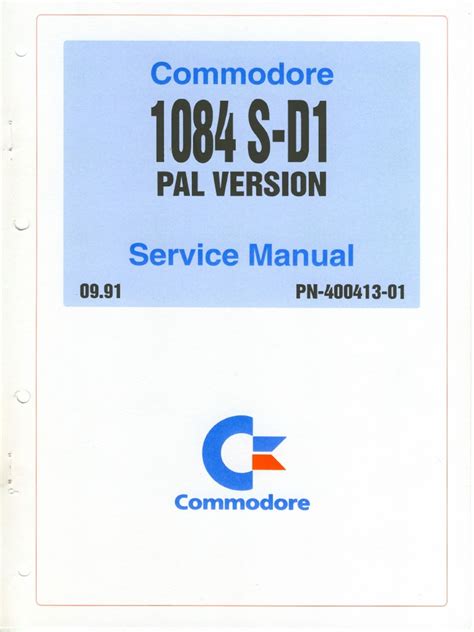 Commodore
1084 S-D1
PAL VERSION
Service Manual
09.91 PN-400413-01
Commodore